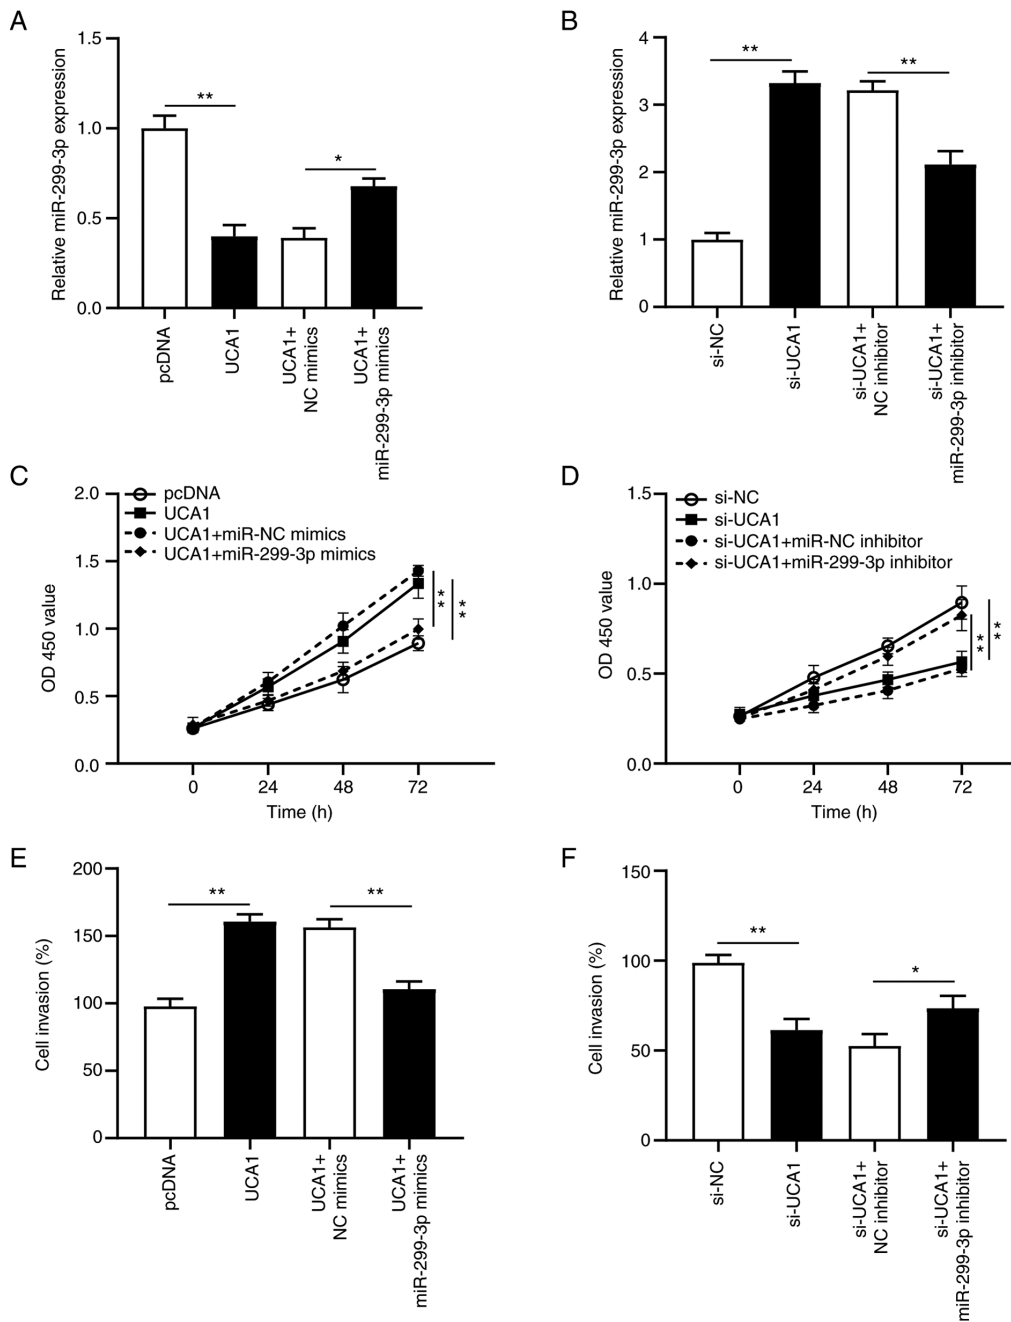 A
Relative miR-299-3p expression
1.5
1.0
0.5
0.0
**
*
pcDNA
UCA1
UCA1+
NC mimics
UCA1+
miR-299-3p mimics
B
Relative miR-299-3p expression
4
3
2
1
0
**
**
si-NC
si-UCA1
si-UCA1+
NC inhibitor
si-UCA1+
miR-299-3p inhibitor
C
OD 450 value
2.0
1.5
1.0
0.5
0.0
pcDNA
UCA1
UCA1+miR-NC mimics
UCA1+miR-299-3p mimics
**
**
0
24
48
72
Time (h)
D
OD 450 value
1.5
1.0
0.5
0.0
si-NC
si-UCA1
si-UCA1+miR-NC inhibitor
si-UCA1+miR-299-3p inhibitor
**
**
0
24
48
72
Time (h)
E
Cell invasion (%)
200
150
100
50
0
**
**
pcDNA
UCA1
UCA1+
NC mimics
UCA1+
miR-299-3p mimics
F
Cell invasion (%)
150
100
50
0
**
*
si-NC
si-UCA1
si-UCA1+
NC inhibitor
si-UCA1+
miR-299-3p inhibitor